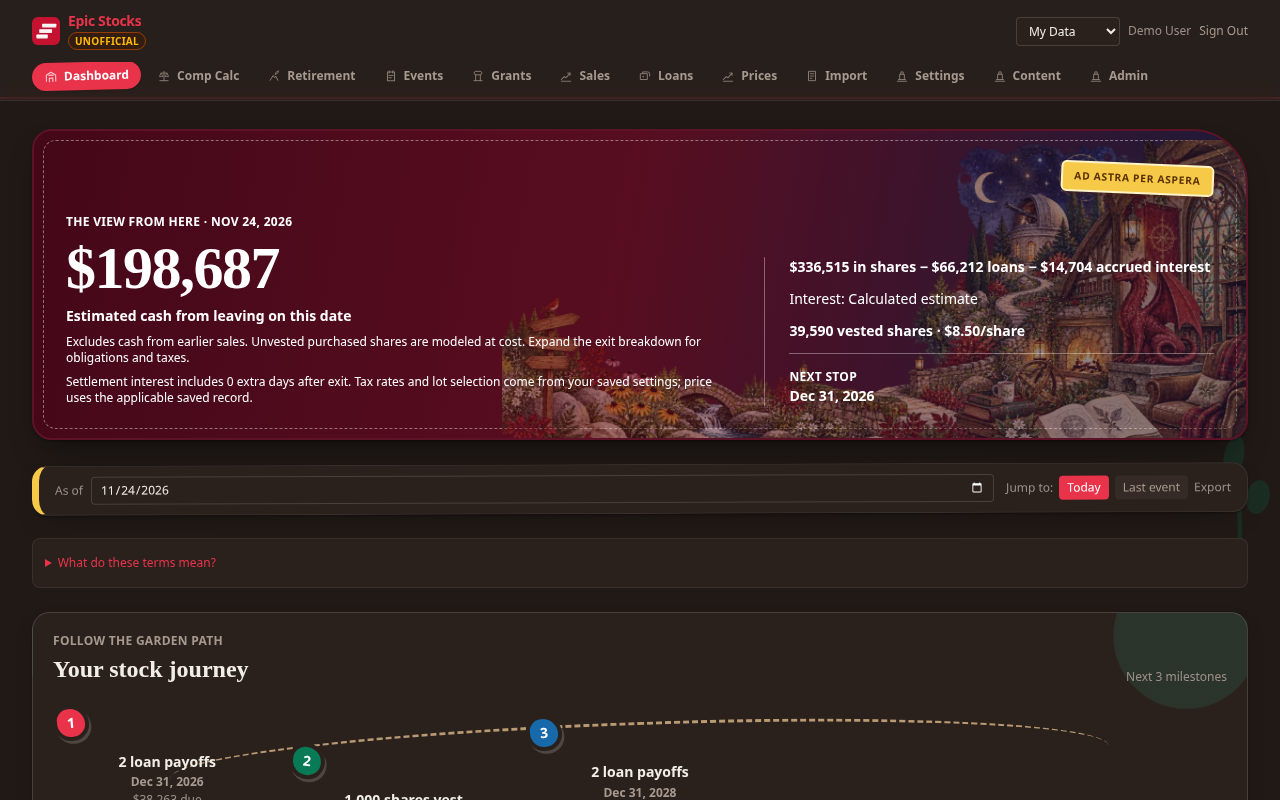 Epic Stocks
UNOFFICIAL
My Data
Demo User
Sign Out
Dashboard
Comp Calc
Retirement
Events
Grants
Sales
Loans
Prices
Import
Settings
Content
Admin
AD ASTRA PER ASPERA
THE VIEW FROM HERE · NOV 24, 2026
$198,687
Estimated cash from leaving on this date
Excludes cash from earlier sales. Unvested purchased shares are modeled at cost. Expand the exit breakdown for
obligations and taxes.
Settlement interest includes 0 extra days after exit. Tax rates and lot selection come from your saved settings; price
uses the applicable saved record.
$336,515 in shares − $66,212 loans − $14,704 accrued interest
Interest: Calculated estimate
39,590 vested shares · $8.50/share
NEXT STOP
Dec 31, 2026
As of
11/24/2026
Jump to:
Today
Last event
Export
What do these terms mean?
FOLLOW THE GARDEN PATH
Your stock journey
Next 3 milestones
1
2 loan payoffs
Dec 31, 2026
$38,263 due
2
1,000 shares vest
3
2 loan payoffs
Dec 31, 2028